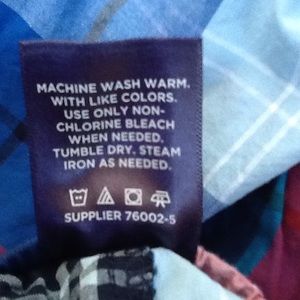 MACHINE WASH WARM.
WITH LIKE COLORS.
USE ONLY NON-
CHLORINE BLEACH
WHEN NEEDED.
TUMBLE DRY. STEAM
IRON AS NEEDED.
SUPPLIER 76002-5